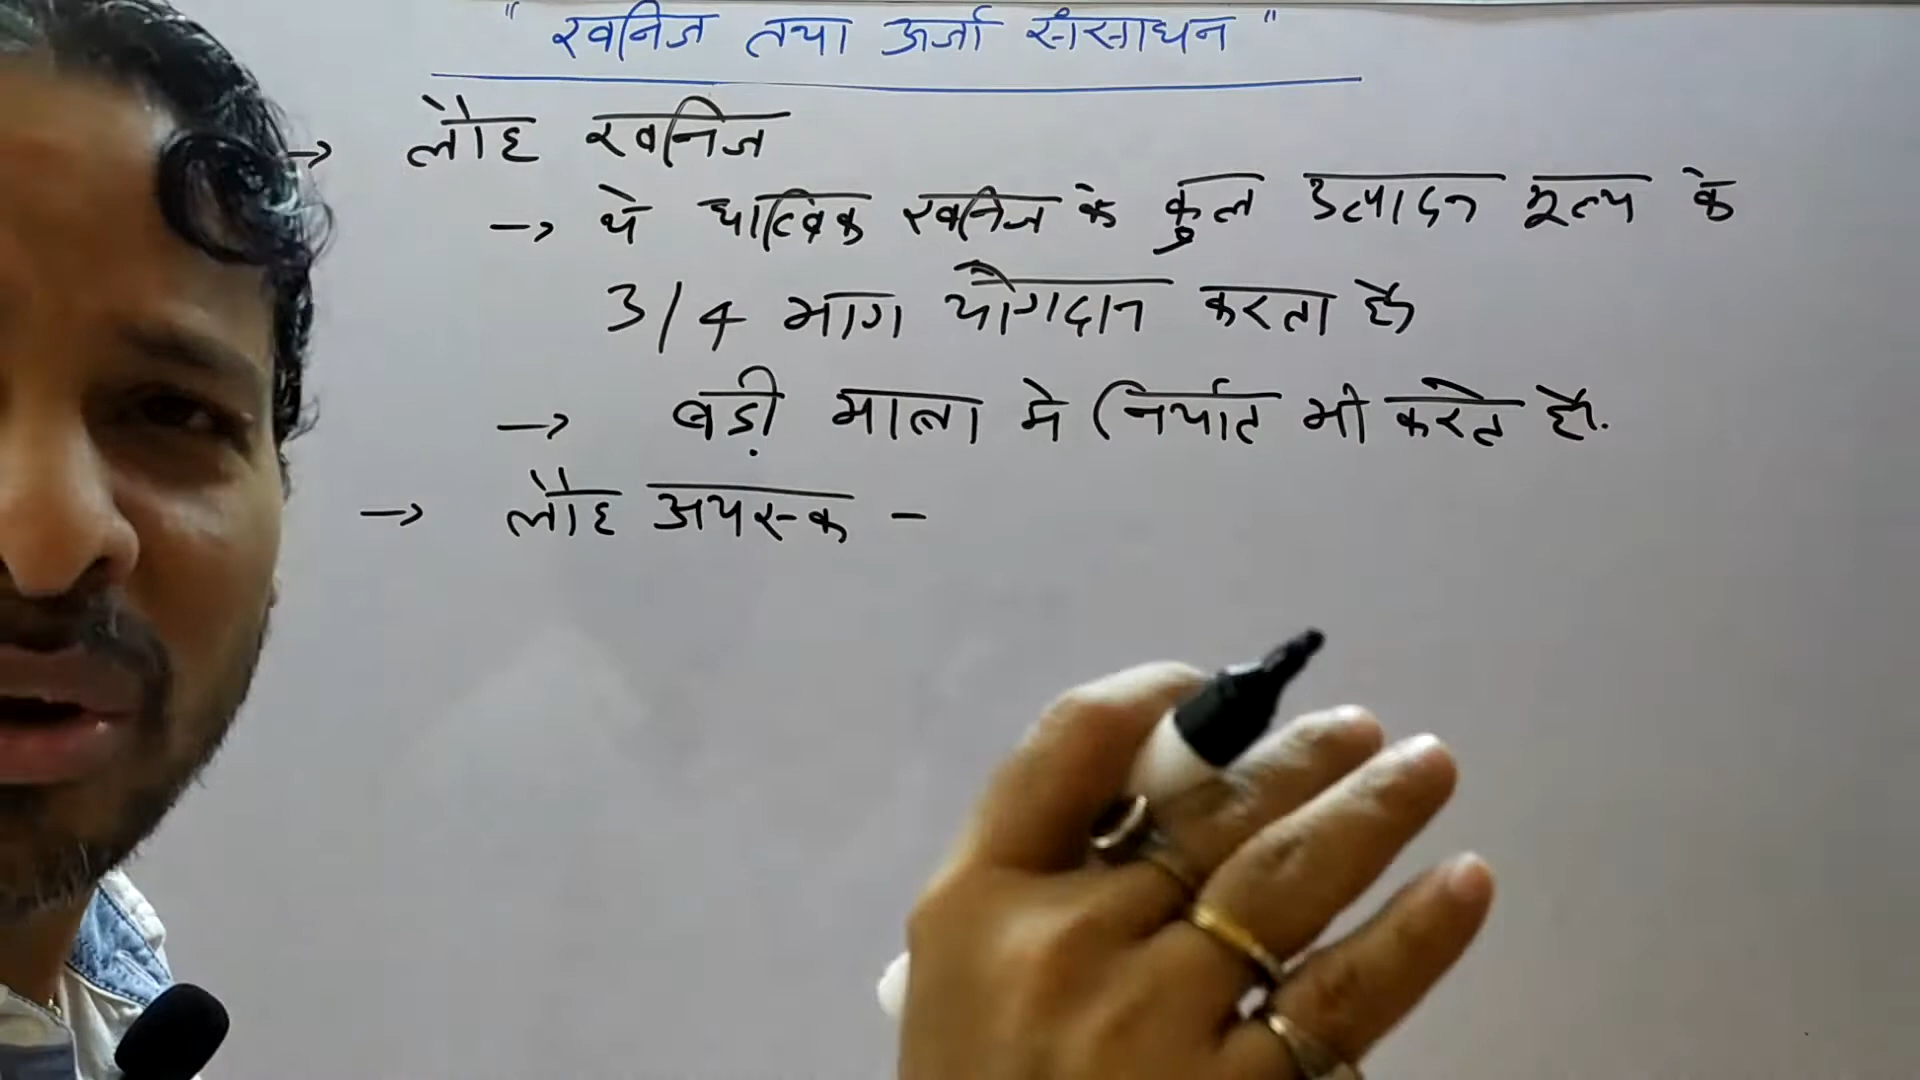 " खनिज तथा ऊर्जा संसाधन "
→ लौह खनिज
→ ये धात्विक खनिज के कुल उत्पादन मूल्य के
3/4 भाग योगदान करता है
→ बड़ी मात्रा मे निर्यात भी करते है.
→ लौह अयस्क -